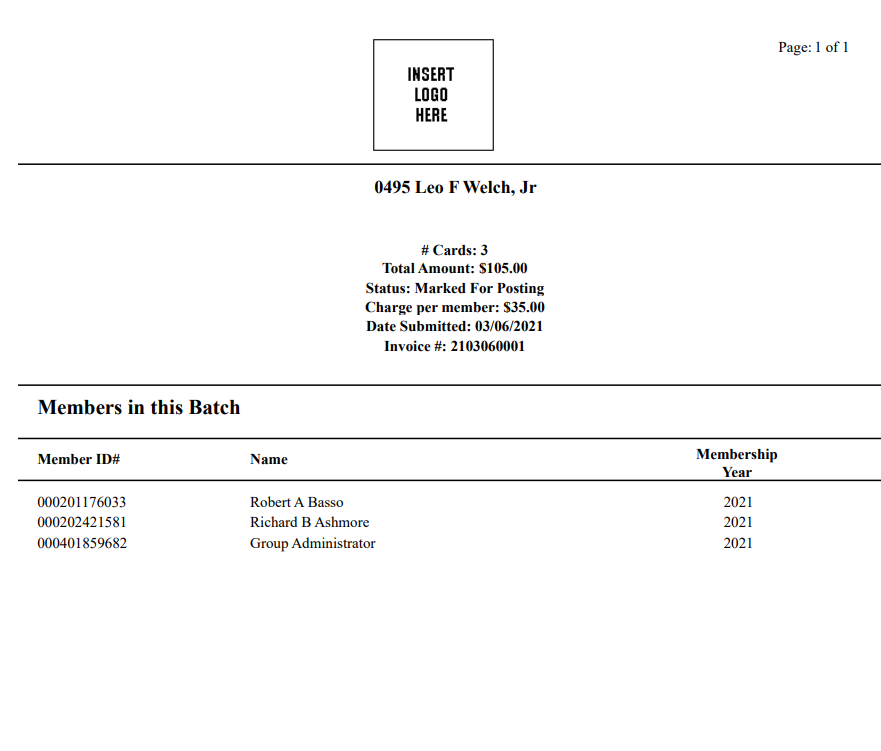 Page: 1 of 1
INSERT
LOGO
HERE
0495 Leo F Welch, Jr
# Cards: 3
Total Amount: $105.00
Status: Marked For Posting
Charge per member: $35.00
Date Submitted: 03/06/2021
Invoice #: 2103060001
Members in this Batch
Member ID# Name Membership
Year
000201176033 Robert A Basso 2021
000202421581 Richard B Ashmore 2021
000401859682 Group Administrator 2021